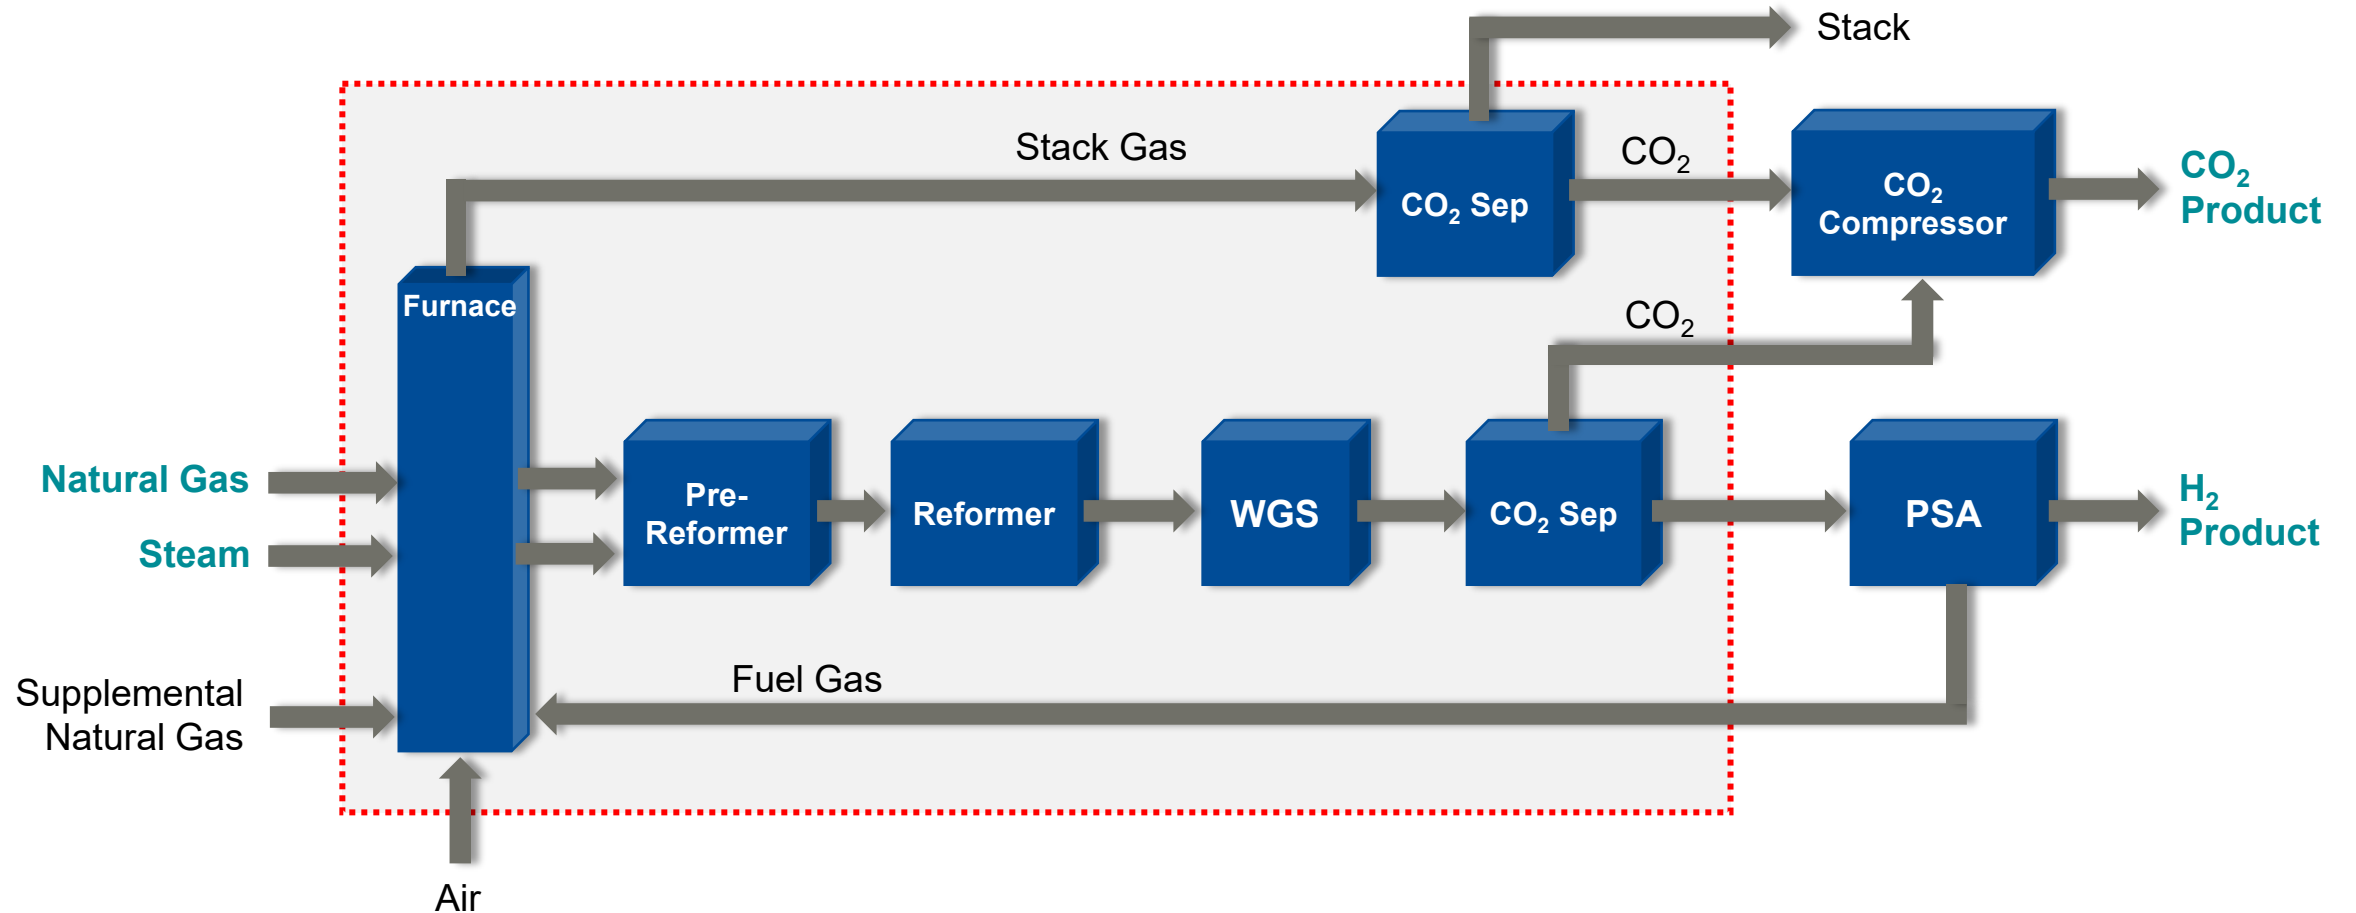 Stack
Stack Gas
CO₂
CO₂ Sep
CO₂
Compressor
CO₂
Product
Furnace
CO₂
Natural Gas
Steam
Pre-
Reformer
Reformer
WGS
CO₂ Sep
PSA
H₂
Product
Supplemental
Natural Gas
Fuel Gas
Air